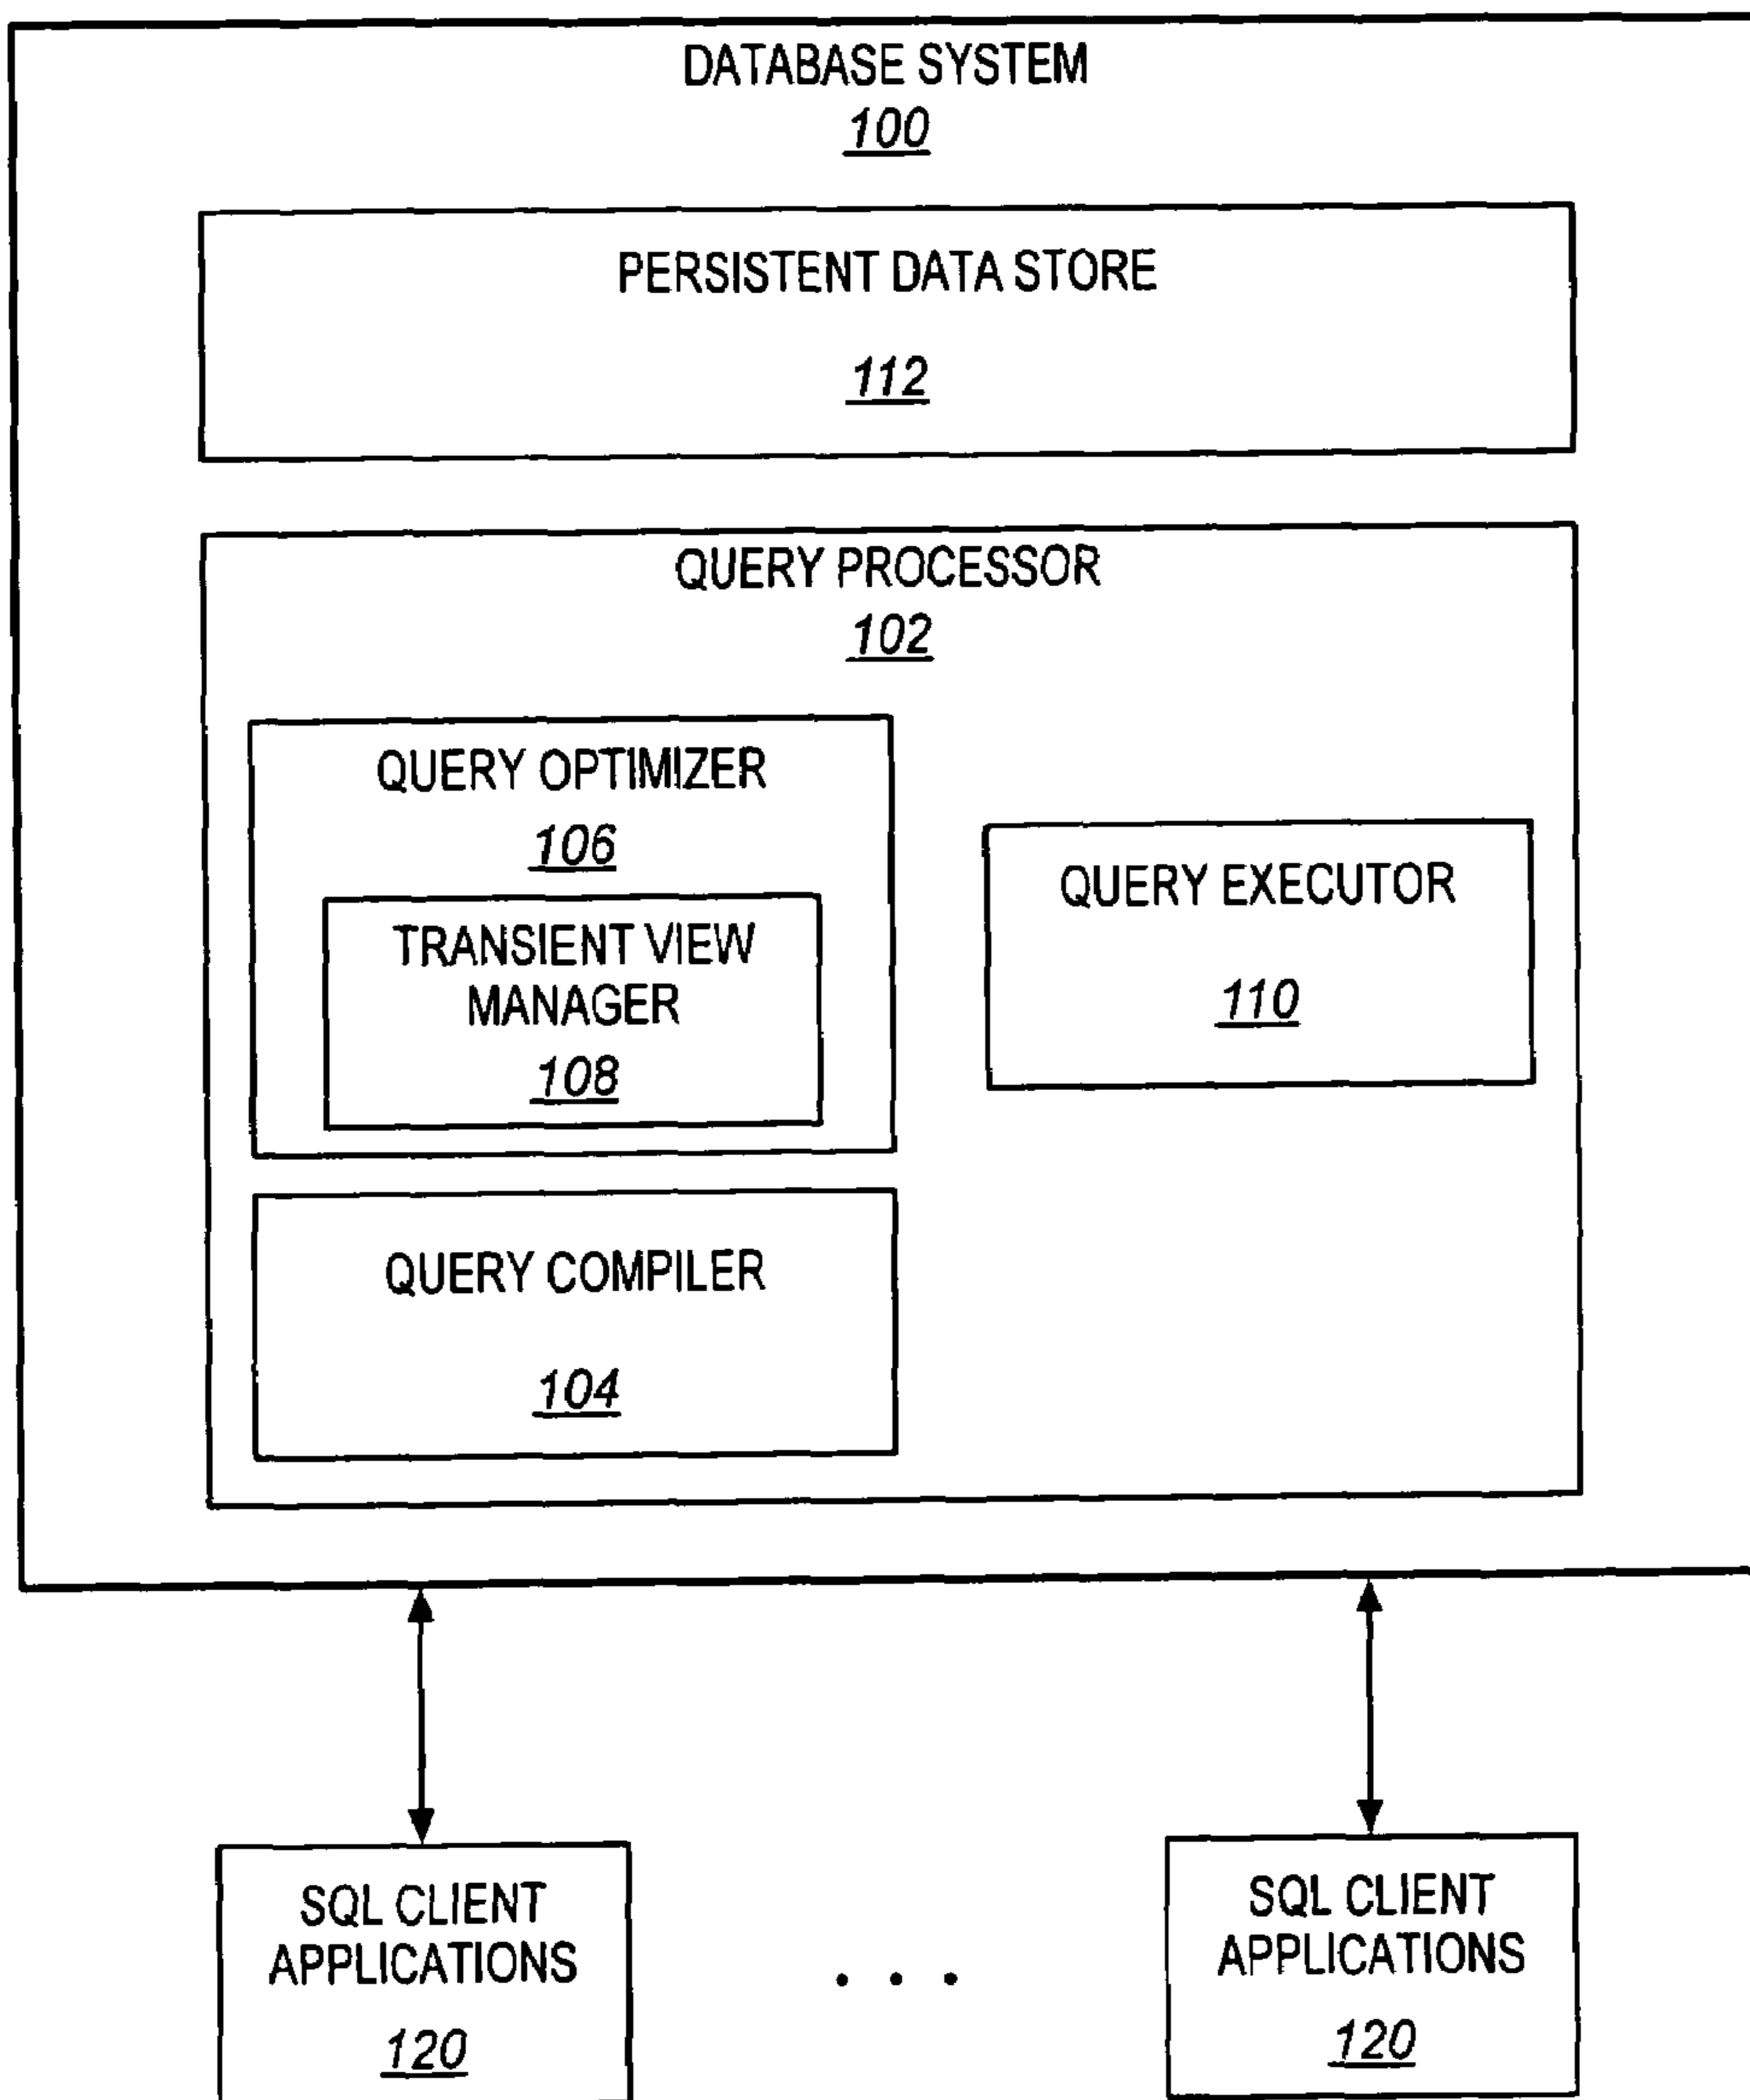 DATABASE SYSTEM
100
PERSISTENT DATA STORE
112
QUERY PROCESSOR
102
QUERY OPTIMIZER
106
TRANSIENT VIEW
MANAGER
108
QUERY EXECUTOR
110
QUERY COMPILER
104
SQL CLIENT
APPLICATIONS
120
. . .
SQL CLIENT
APPLICATIONS
120